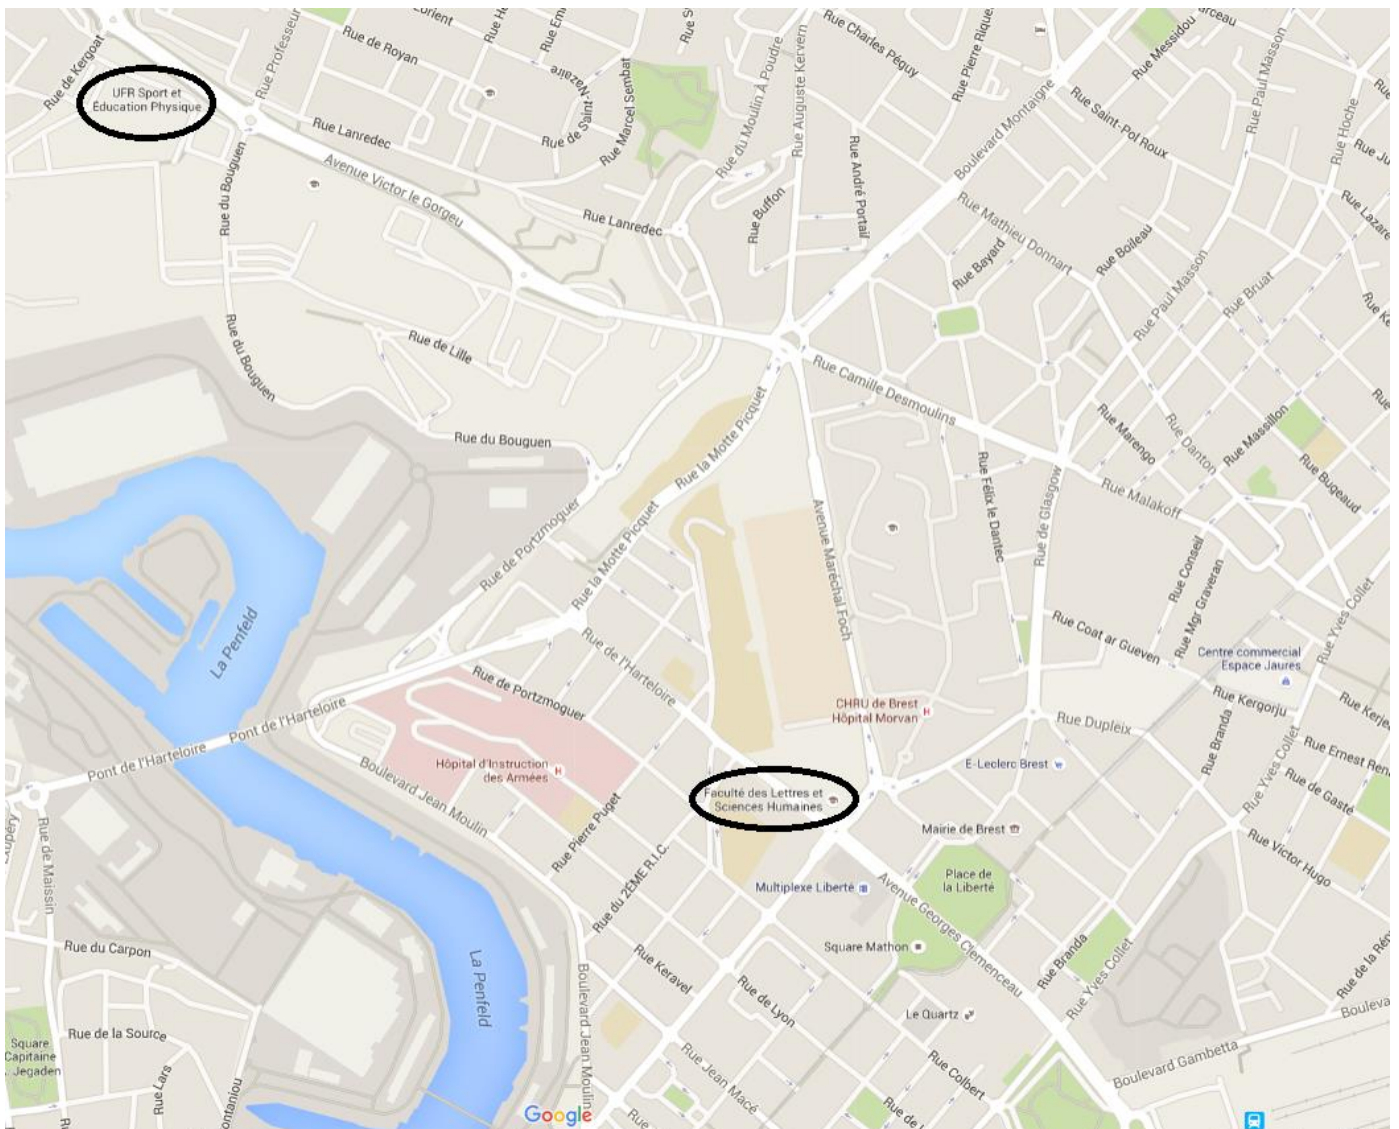 Lorient
Rue de Kergoat
Rue Professeur
Rue de Royan
UFR Sport et
Éducation Physique
Rue Lanredec
Rue de Saint-Nazaire
Rue Marcel Sembat
Rue du Moulin À Poudre
Rue Auguste Kervern
Rue Charles Péguy
Rue Pierre
Boulevard Montaigne
Rue Messidou
Rue Paul Masson
Rue Hoche
Rue Saint-Pol Roux
Rue du Bouguen
Avenue Victor le Gorgeu
Rue Lanredec
Rue Buffon
Rue André Portail
Rue Mathieu Donnart
Rue Bayard
Rue Boileau
Rue Paul Masson
Rue Bruat
Rue du Bouguen
Rue de Lille
Rue Camille Desmoulins
Rue du Bouguen
Rue la Motte Picquet
Rue Marengo
Rue Danton
Rue Massillon
Rue Bugeaud
Rue Félix le Dantec
Rue de Glasgow
Rue Malakoff
Rue de Portzmoguer
Rue la Motte Picquet
Avenue Maréchal Foch
Rue Conseil
Rue Mgr Graveran
Rue Yves Collet
La Penfeld
Rue de l'Harteloire
Rue Coat ar Gueven
Centre commercial
Espace Jaures
Rue de Portzmoguer
CHRU de Brest
Hôpital Morvan
Rue Kergorju
Rue Dupleix
Rue Branda
Pont de l'Harteloire
Pont de l'Harteloire
Boulevard Jean Moulin
Hôpital d'Instruction
des Armées
E-Leclerc Brest
Rue Yves Collet
Rue de Gasté
Faculté des Lettres et
Sciences Humaines
Rue de Maissin
Rue Pierre Puget
Mairie de Brest
Rue Victor Hugo
Rue du 2EME R.I.C.
Multiplexe Liberté
Place de
la Liberté
Avenue Georges Clemenceau
Rue du Carpon
La Penfeld
Rue Keravel
Square Mathon
Rue Branda
Rue Yves Collet
Rue de Lyon
Le Quartz
Rue de la Source
Square
Capitaine
Jegaden
Boulevard Jean Moulin
Rue Jean Macé
Rue Colbert
Boulevard Gambetta
Rue Lars
Google